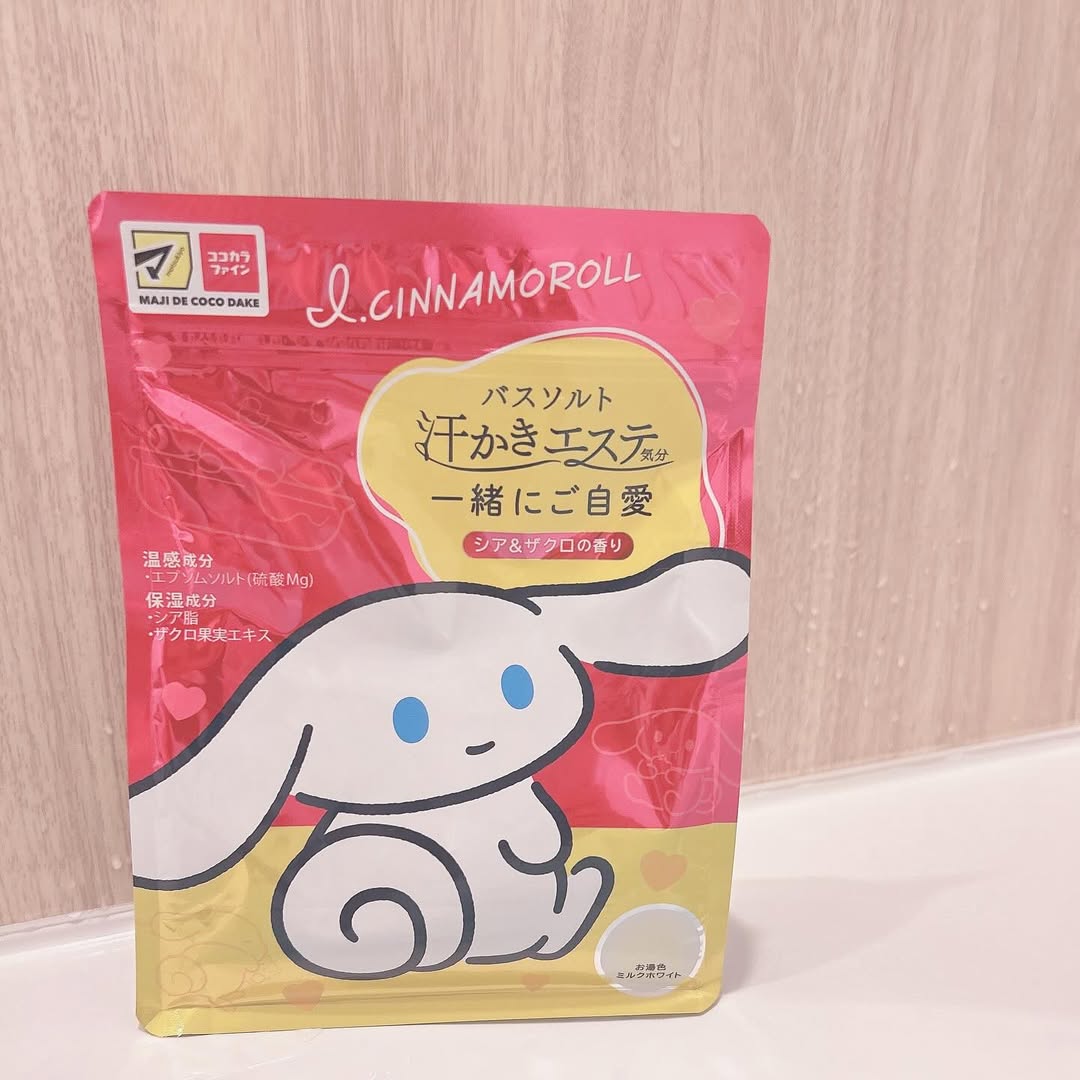 matsukiyo
ココカラ
ファイン
MAJI DE COCO DAKE
I.CINNAMOROLL
バスソルト
汗かきエステ気分
一緒にご自愛
シア&ザクロの香り
温感成分
・エプソムソルト(硫酸Mg)
保湿成分
・シア脂
・ザクロ果実エキス
お湯色
ミルクホワイト